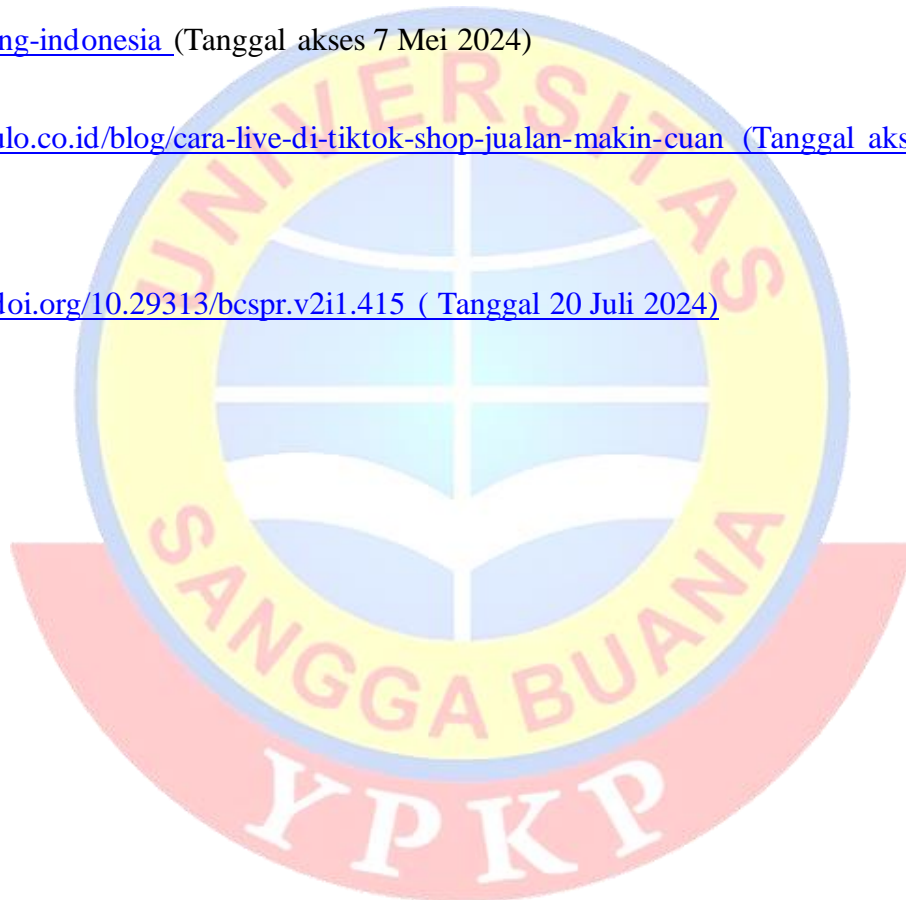 ng-indonesia (Tanggal akses 7 Mei 2024)
ulo.co.id/blog/cara-live-di-tiktok-shop-jualan-makin-cuan (Tanggal aks
doi.org/10.29313/bcspr.v2i1.415 ( Tanggal 20 Juli 2024)
UNIVERSITAS
SANGGA BUANA
YPKP